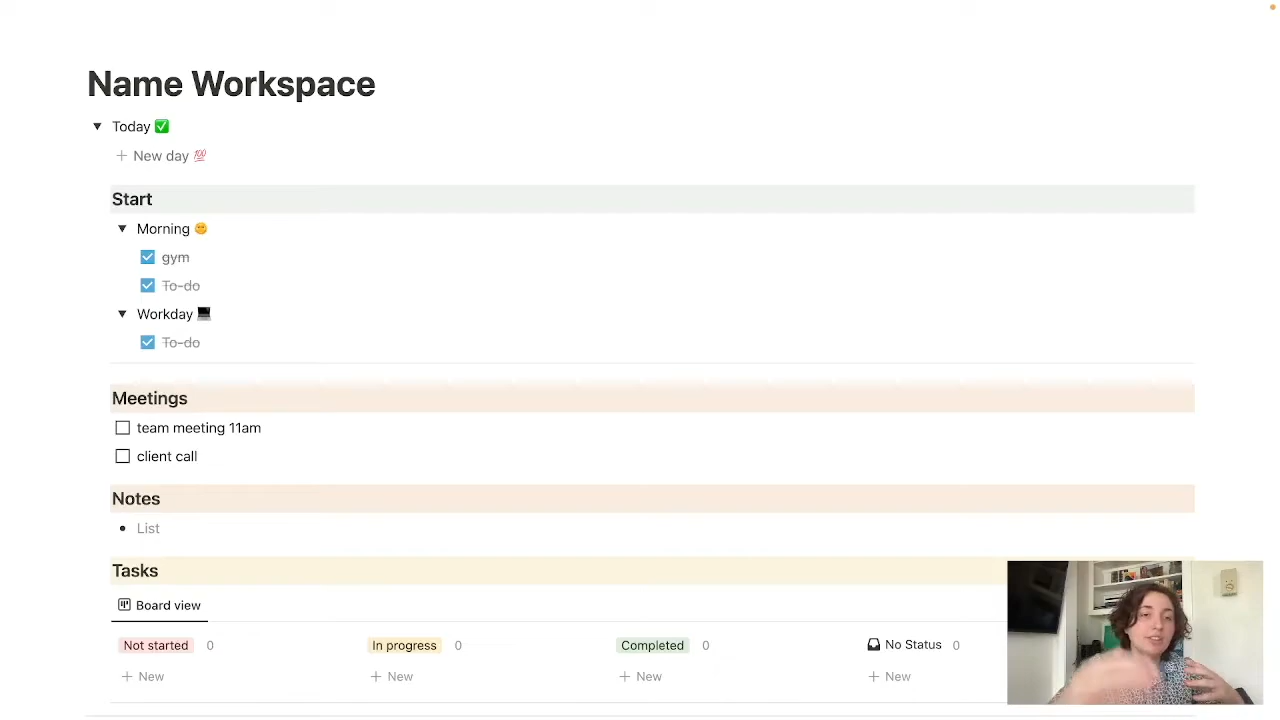 Name Workspace
Today ✅
+ New day 💯
Start
Morning 🌞
gym
To-do
Workday 💻
To-do
Meetings
team meeting 11am
client call
Notes
List
Tasks
Board view
Not started 0 In progress 0 Completed 0 No Status 0
+ New + New + New + New